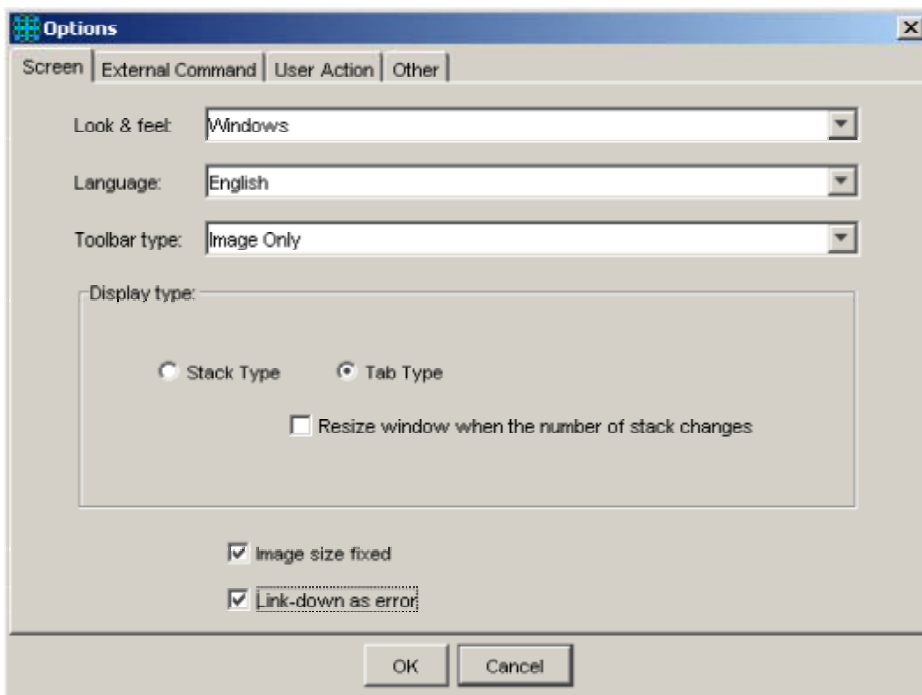 Options
Screen External Command User Action Other
Look & feel: Windows
Language: English
Toolbar type: Image Only
Display type:
Stack Type Tab Type
Resize window when the number of stack changes
Image size fixed
Link-down as error
OK Cancel